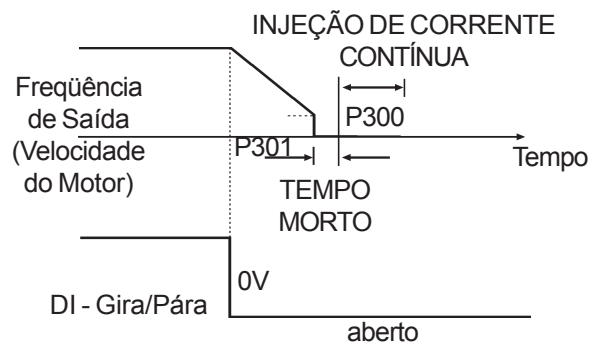 INJEÇÃO DE CORRENTE
CONTÍNUA
Freqüência
de Saída
(Velocidade
do Motor)
P300
P301
Tempo
TEMPO
MORTO
0V
DI - Gira/Pára
aberto